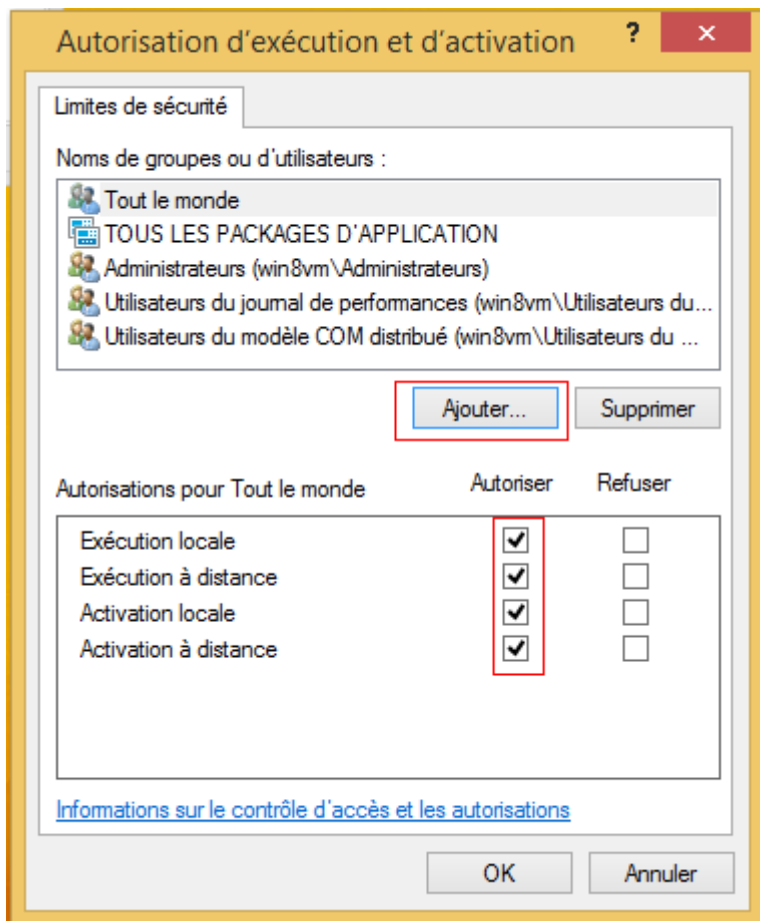 Autorisation d'exécution et d'activation ? ×
Limites de sécurité
Noms de groupes ou d'utilisateurs :
Tout le monde
TOUS LES PACKAGES D'APPLICATION
Administrateurs (win8vm\Administrateurs)
Utilisateurs du journal de performances (win8vm\Utilisateurs du...
Utilisateurs du modèle COM distribué (win8vm\Utilisateurs du ...
Ajouter... Supprimer
Autorisations pour Tout le monde Autoriser Refuser
Exécution locale
Exécution à distance
Activation locale
Activation à distance
Informations sur le contrôle d'accès et les autorisations
OK Annuler